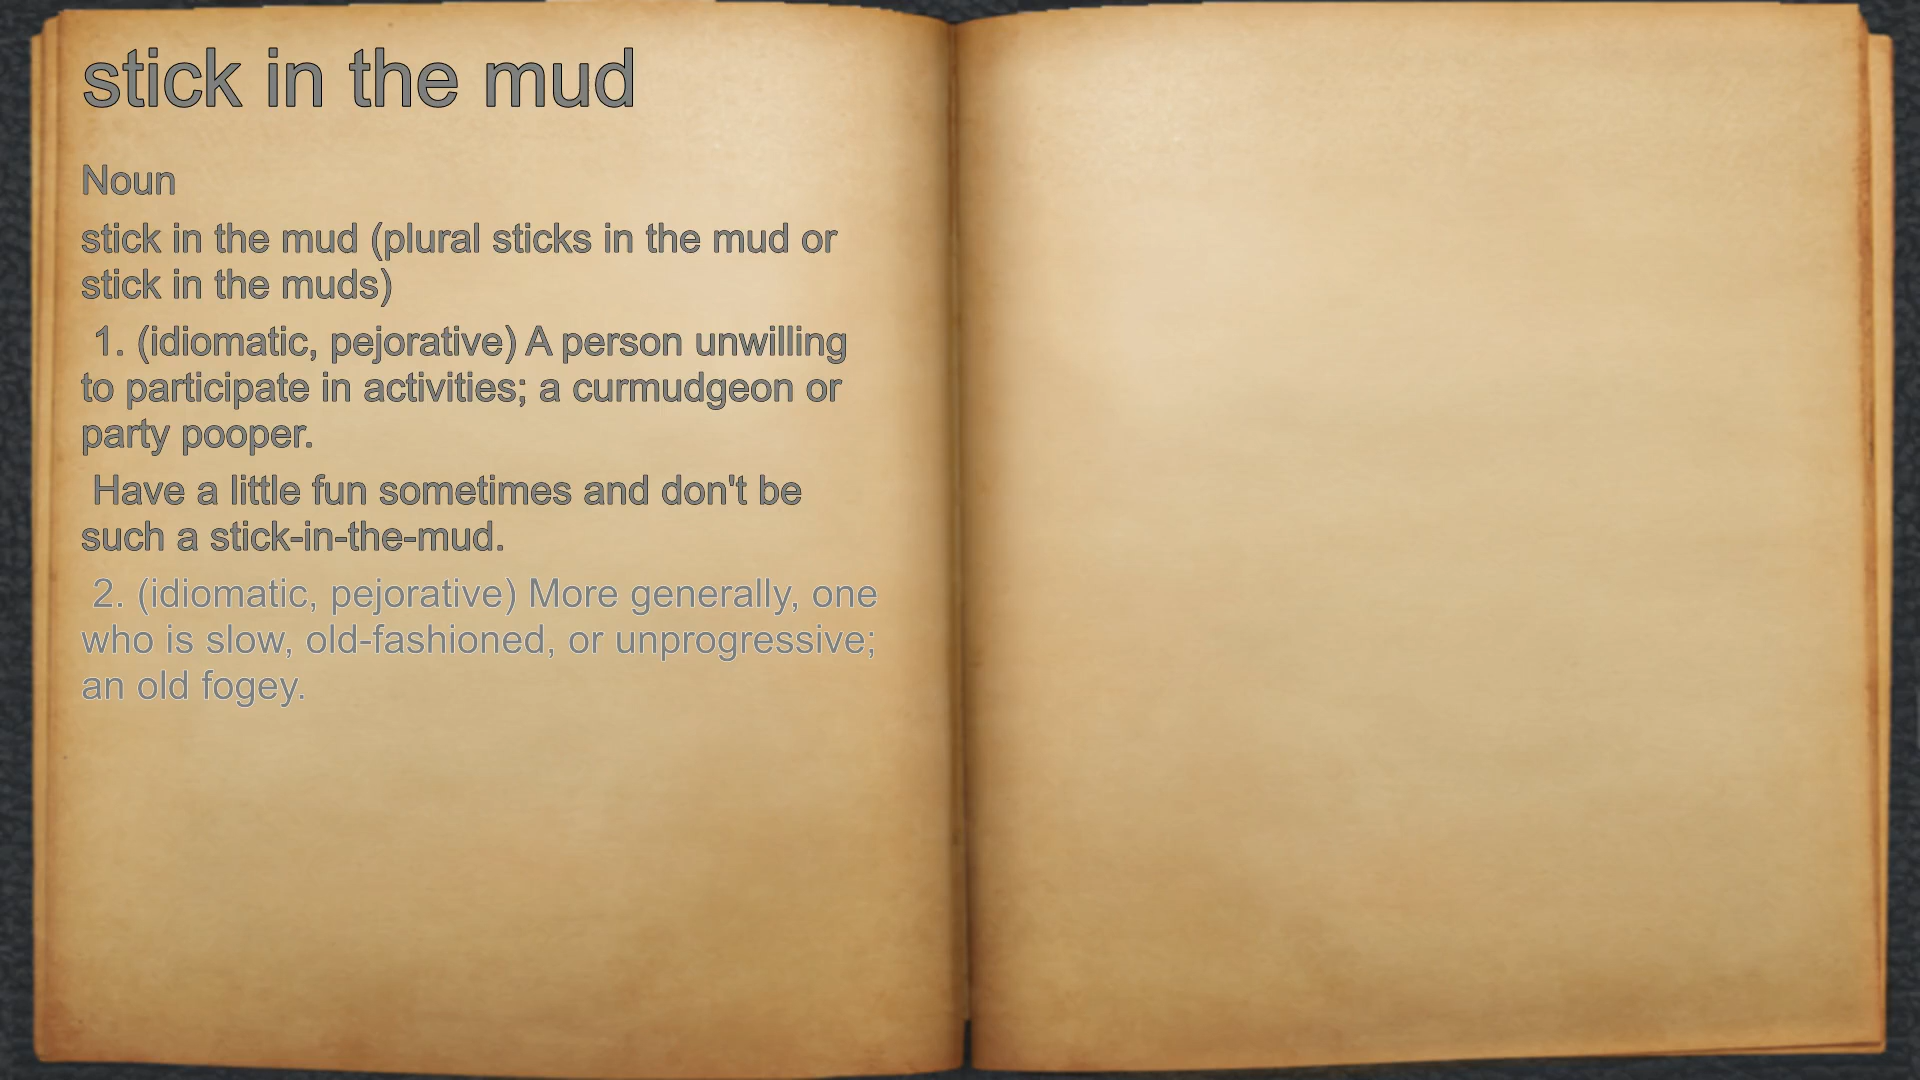 stick in the mud
Noun
stick in the mud (plural sticks in the mud or
stick in the muds)
1. (idiomatic, pejorative) A person unwilling
to participate in activities; a curmudgeon or
party pooper.
Have a little fun sometimes and don't be
such a stick-in-the-mud.
2. (idiomatic, pejorative) More generally, one
who is slow, old-fashioned, or unprogressive;
an old fogey.